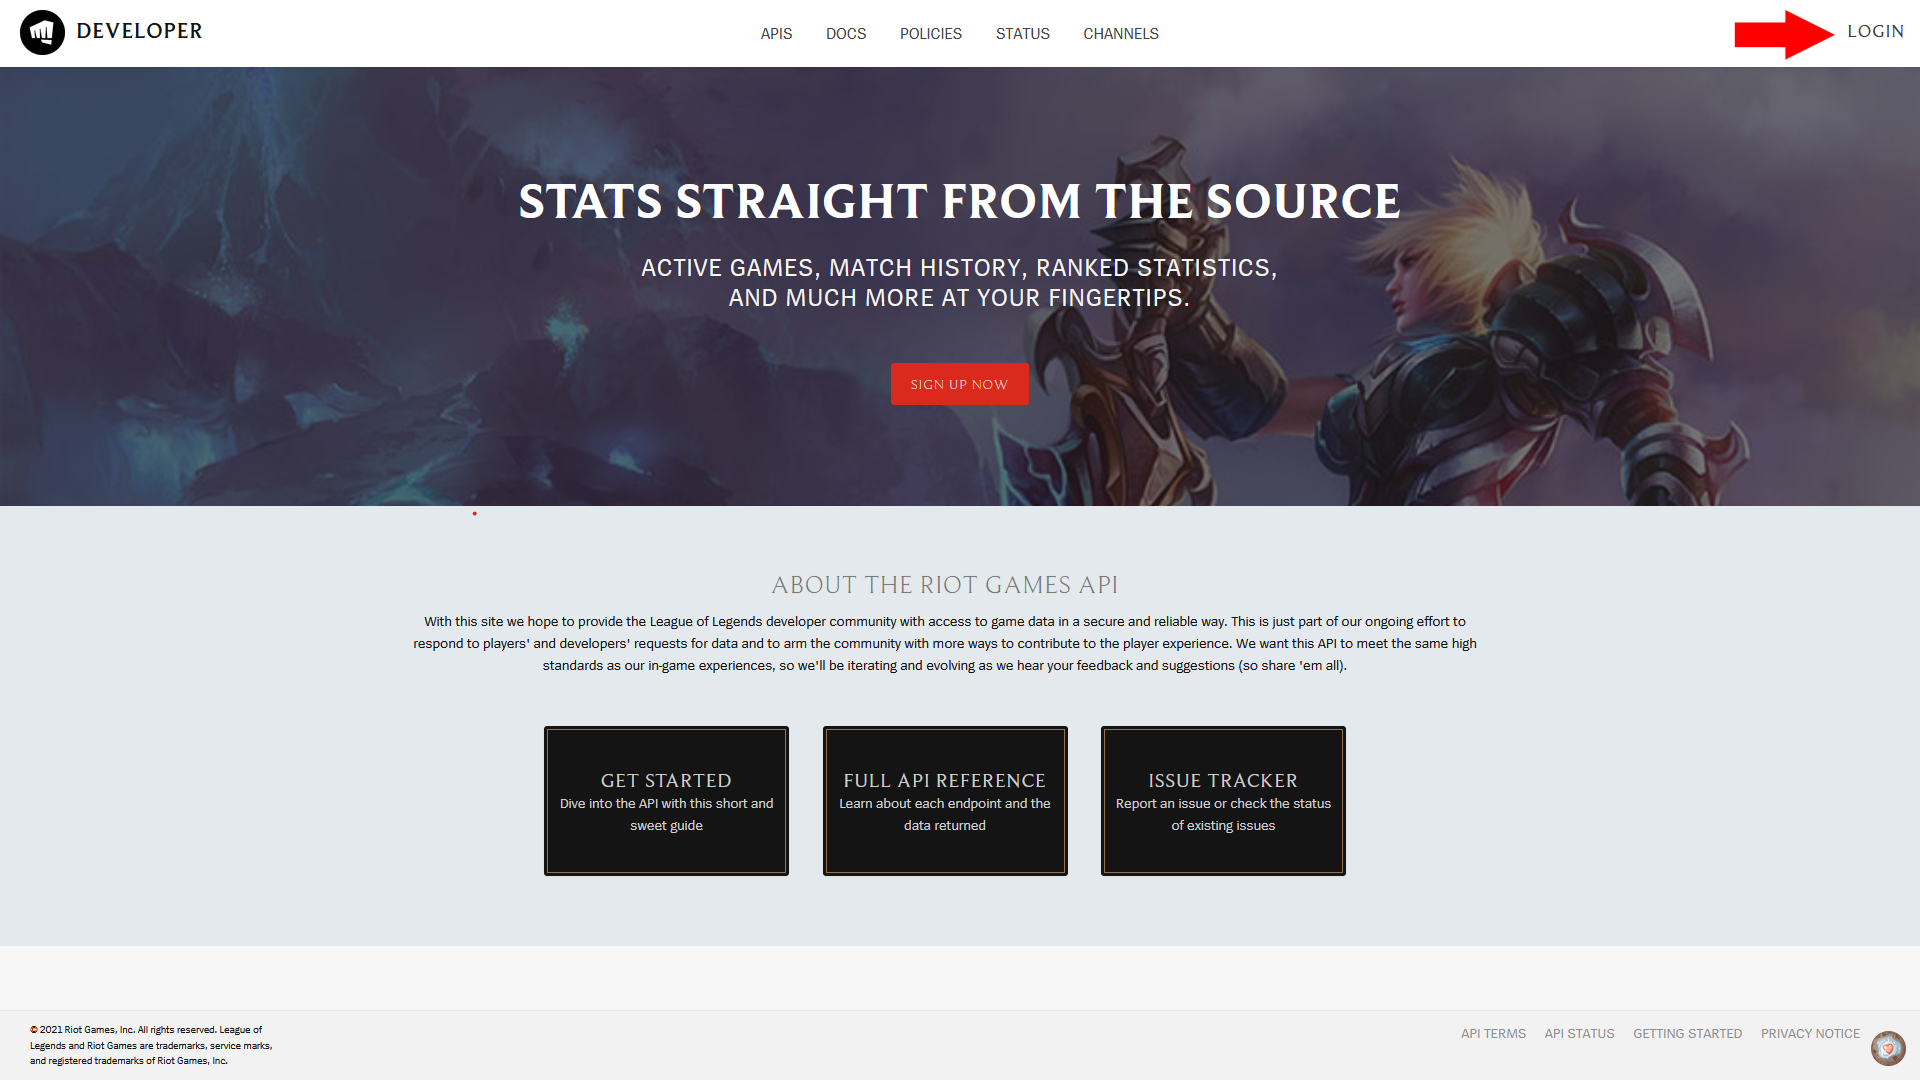 DEVELOPER
APIS DOCS POLICIES STATUS CHANNELS
LOGIN
STATS STRAIGHT FROM THE SOURCE
ACTIVE GAMES, MATCH HISTORY, RANKED STATISTICS,
AND MUCH MORE AT YOUR FINGERTIPS.
SIGN UP NOW
ABOUT THE RIOT GAMES API
With this site we hope to provide the League of Legends developer community with access to game data in a secure and reliable way. This is just part of our ongoing effort to
respond to players' and developers' requests for data and to arm the community with more ways to contribute to the player experience. We want this API to meet the same high
standards as our in-game experiences, so we'll be iterating and evolving as we hear your feedback and suggestions (so share 'em all).
GET STARTED
Dive into the API with this short and
sweet guide
FULL API REFERENCE
Learn about each endpoint and the
data returned
ISSUE TRACKER
Report an issue or check the status
of existing issues
© 2021 Riot Games, Inc. All rights reserved. League of
Legends and Riot Games are trademarks, service marks,
and registered trademarks of Riot Games, Inc.
API TERMS API STATUS GETTING STARTED PRIVACY NOTICE